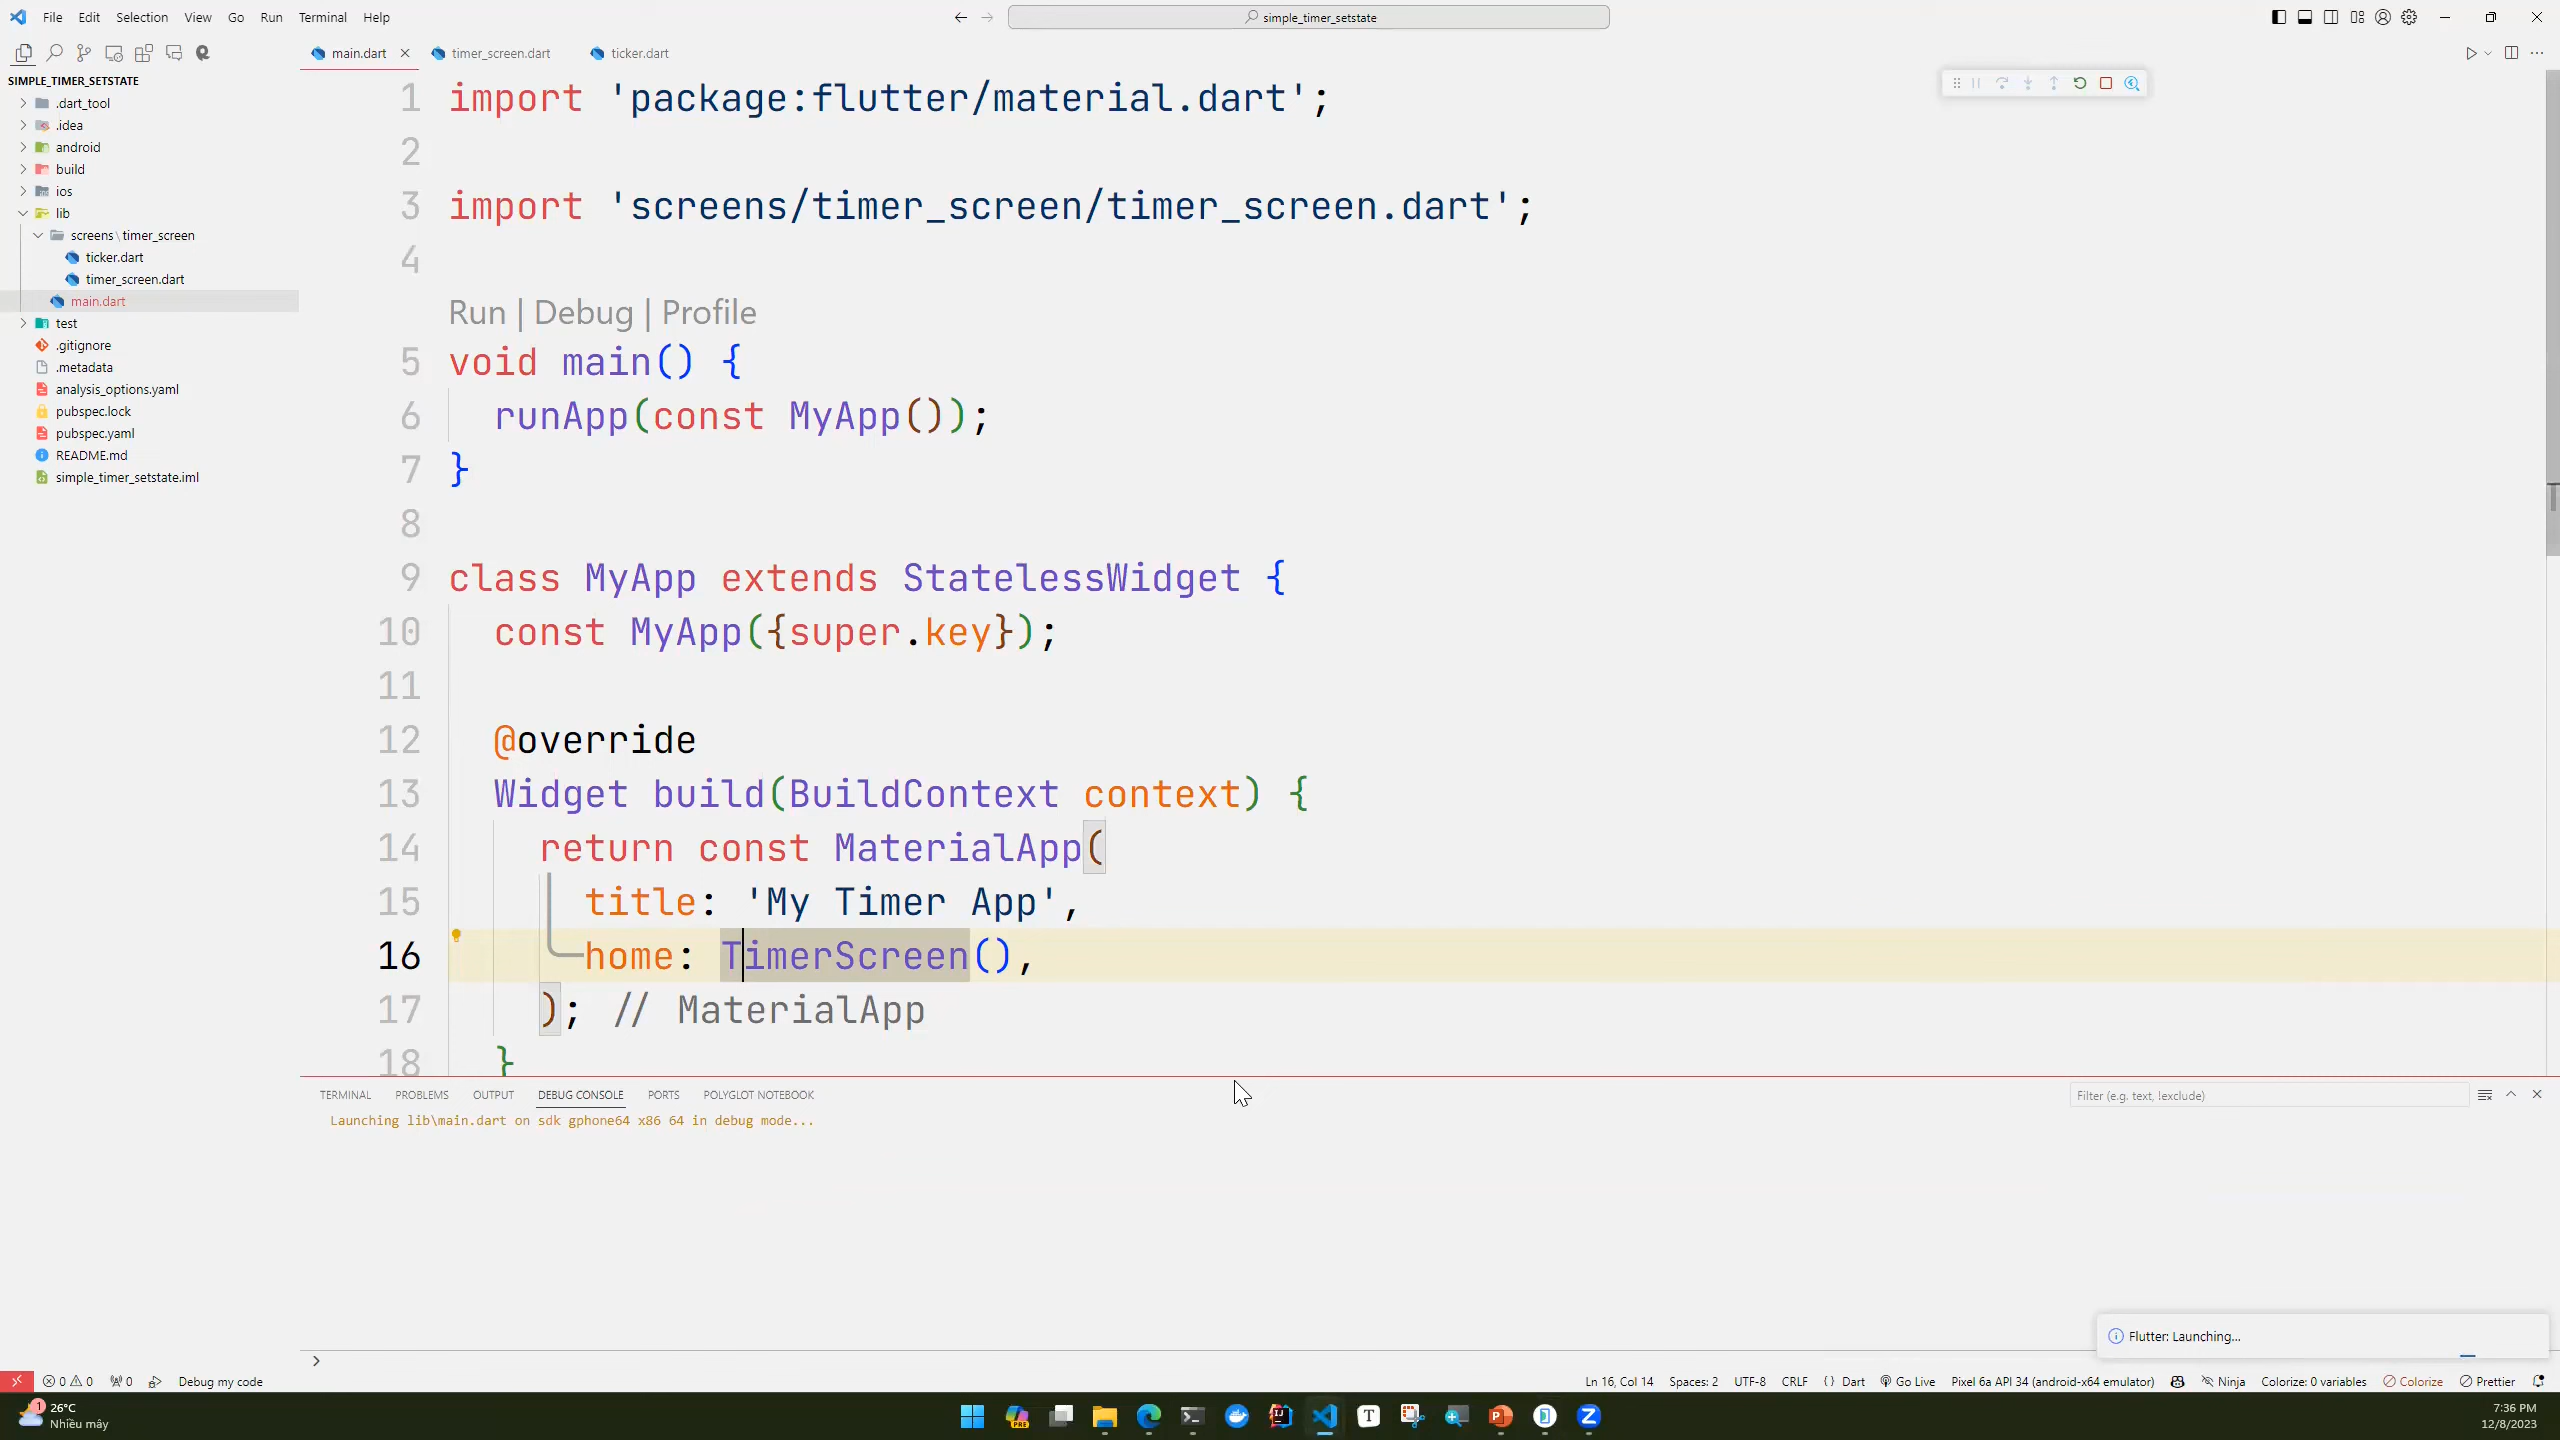 File Edit Selection View Go Run Terminal Help
simple_timer_setstate
main.dart
timer_screen.dart
ticker.dart
SIMPLE_TIMER_SETSTATE
.dart_tool
.idea
android
build
ios
lib
screens \ timer_screen
ticker.dart
timer_screen.dart
main.dart
test
.gitignore
.metadata
analysis_options.yaml
pubspec.lock
pubspec.yaml
README.md
simple_timer_setstate.iml
1 import 'package:flutter/material.dart';
2
3 import 'screens/timer_screen/timer_screen.dart';
4
Run | Debug | Profile
5 void main() {
6 runApp(const MyApp());
7 }
8
9 class MyApp extends StatelessWidget {
10 const MyApp({super.key});
11
12 @override
13 Widget build(BuildContext context) {
14 return const MaterialApp(
15 title: 'My Timer App',
16 home: TimerScreen(),
17 ); // MaterialApp
18 }
TERMINAL PROBLEMS OUTPUT DEBUG CONSOLE PORTS POLYGLOT NOTEBOOK
Filter (e.g. text, !exclude)
Launching lib\main.dart on sdk gphone64 x86 64 in debug mode...
Flutter: Launching...
0 0 0 Debug my code
Ln 16, Col 14 Spaces: 2 UTF-8 CRLF { } Dart Go Live Pixel 6a API 34 (android-x64 emulator) Ninja Colorize: 0 variables Colorize Prettier
1
26°C
Nhiều mây
PRE
7:36 PM
12/8/2023